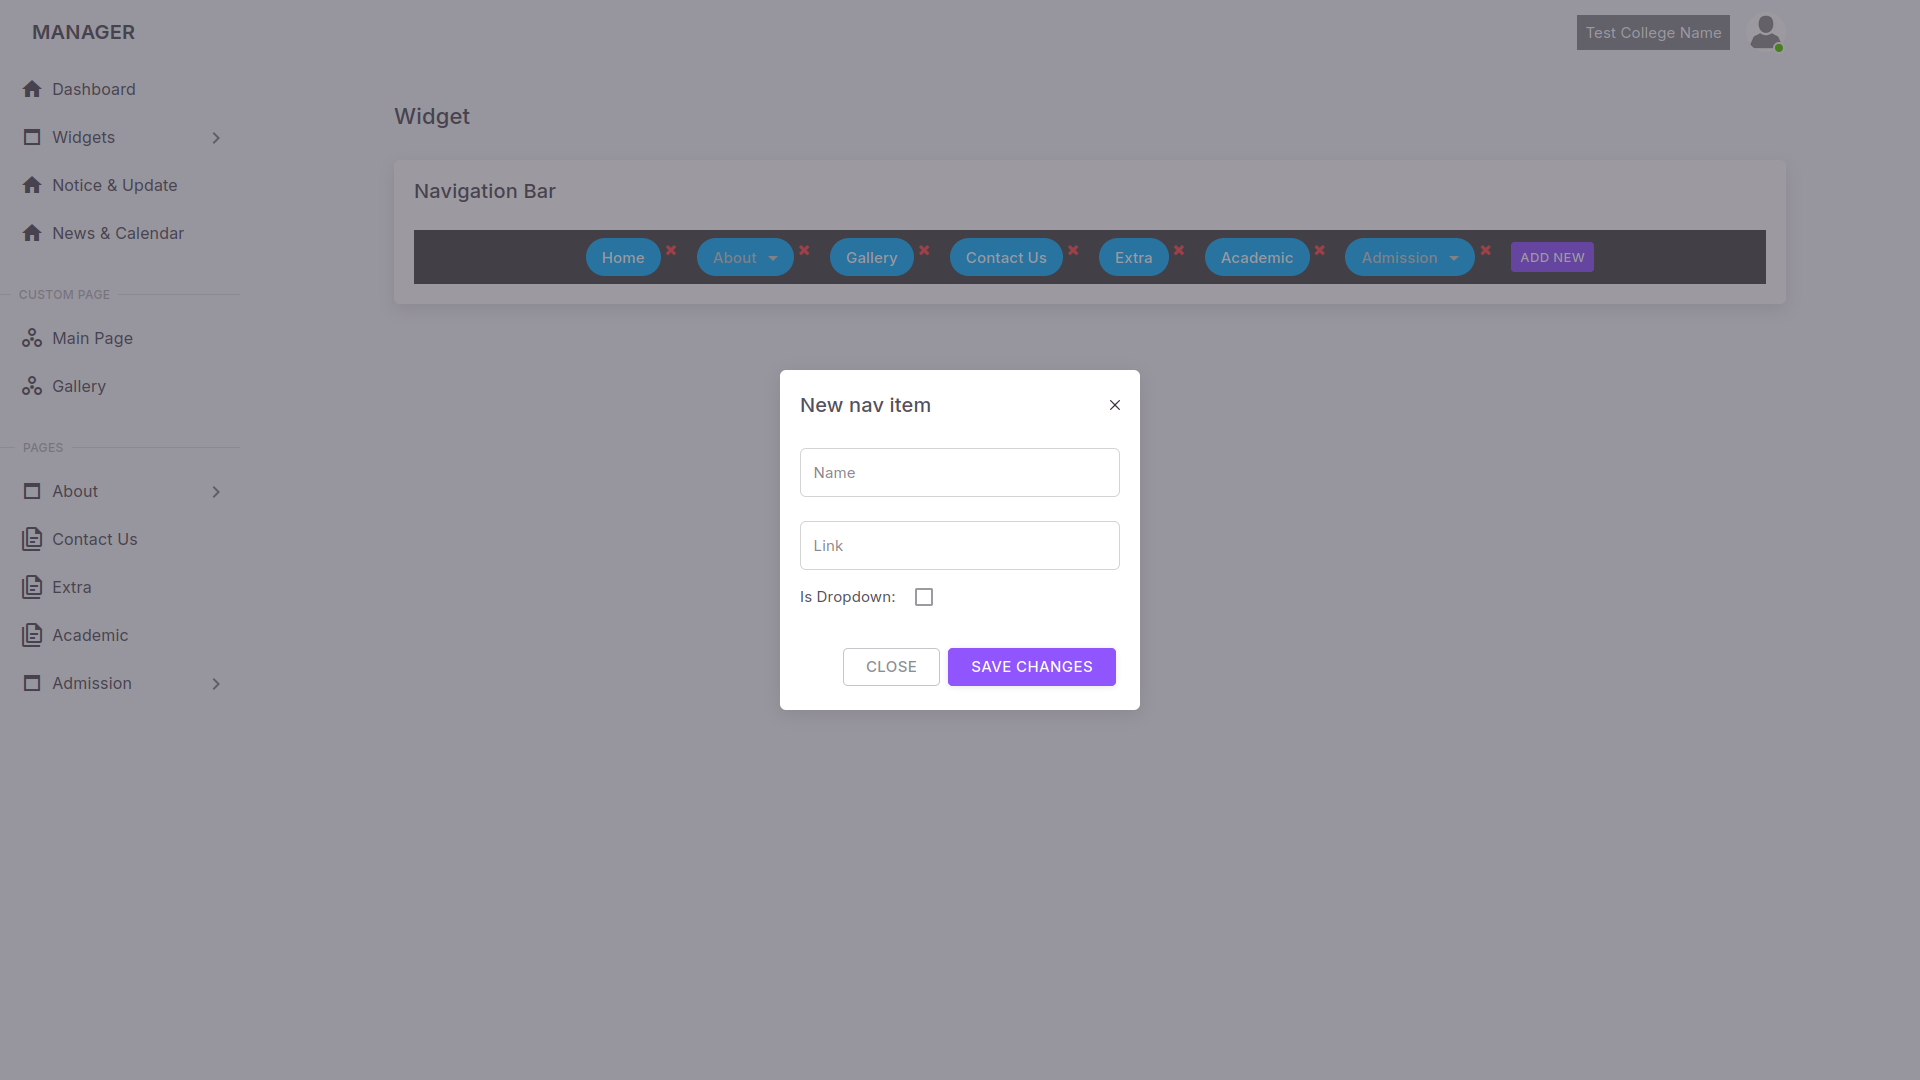 MANAGER
Test College Name
Dashboard
Widgets
Notice & Update
News & Calendar
CUSTOM PAGE
Main Page
Gallery
PAGES
About
Contact Us
Extra
Academic
Admission
Widget
Navigation Bar
Home About Gallery Contact Us Extra Academic Admission ADD NEW
New nav item
Name
Link
Is Dropdown:
CLOSE SAVE CHANGES